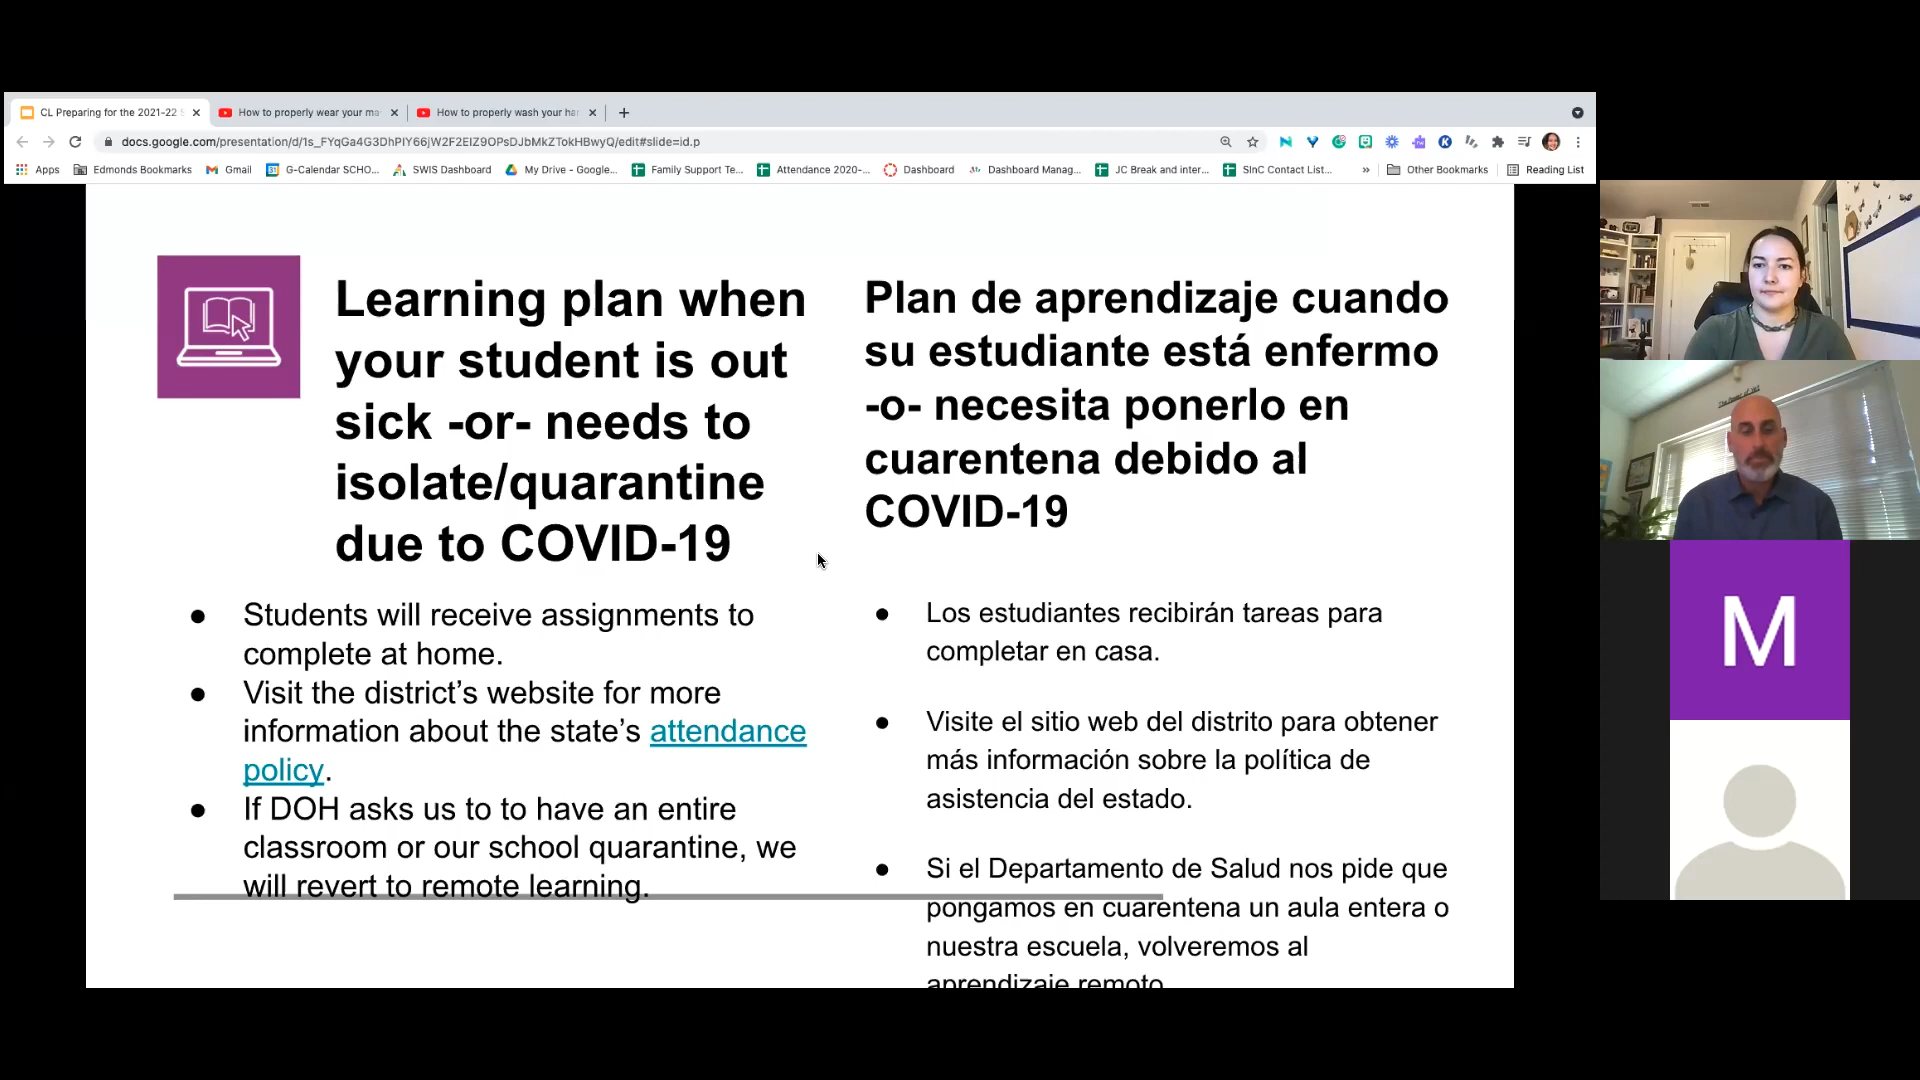 CL Preparing for the 2021-22
How to properly wear your ma
How to properly wash your har
docs.google.com/presentation/d/1s_FYqGa4G3DhPIY66jW2F2EIZ9OPsDJbMkZTokHBwyQ/edit#slide=id.p
Apps Edmonds Bookmarks Gmail G-Calendar SCHO... SWIS Dashboard My Drive - Google... Family Support Te... Attendance 2020-... Dashboard Dashboard Manag... JC Break and inter... SInC Contact List... » Other Bookmarks Reading List
Learning plan when
your student is out
sick -or- needs to
isolate/quarantine
due to COVID-19
● Students will receive assignments to
complete at home.
● Visit the district’s website for more
information about the state’s attendance
policy.
● If DOH asks us to to have an entire
classroom or our school quarantine, we
will revert to remote learning.
Plan de aprendizaje cuando
su estudiante está enfermo
-o- necesita ponerlo en
cuarentena debido al
COVID-19
● Los estudiantes recibirán tareas para
completar en casa.
● Visite el sitio web del distrito para obtener
más información sobre la política de
asistencia del estado.
● Si el Departamento de Salud nos pide que
pongamos en cuarentena un aula entera o
nuestra escuela, volveremos al
aprendizaje remoto
M